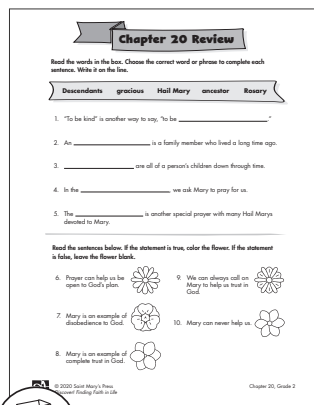 Chapter 20 Review
Read the words in the box. Choose the correct word or phrase to complete each
sentence. Write it on the line.
Descendants gracious Hail Mary ancestor Rosary
1. “To be kind” is another way to say, “to be ____________________.”
2. An ____________________ is a family member who lived a long time ago.
3. ____________________ are all of a person’s children down through time.
4. In the ____________________, we ask Mary to pray for us.
5. The ____________________ is another special prayer with many Hail Marys
devoted to Mary.
Read the sentences below. If the statement is true, color the flower. If the statement
is false, leave the flower blank.
6. Prayer can help us be
open to God’s plan.
7. Mary is an example of
disobedience to God.
8. Mary is an example of
complete trust in God.
9. We can always call on
Mary to help us trust in
God.
10. Mary can never help us.
© 2020 Saint Mary’s Press
Discover! Finding Faith in Life
Chapter 20, Grade 2